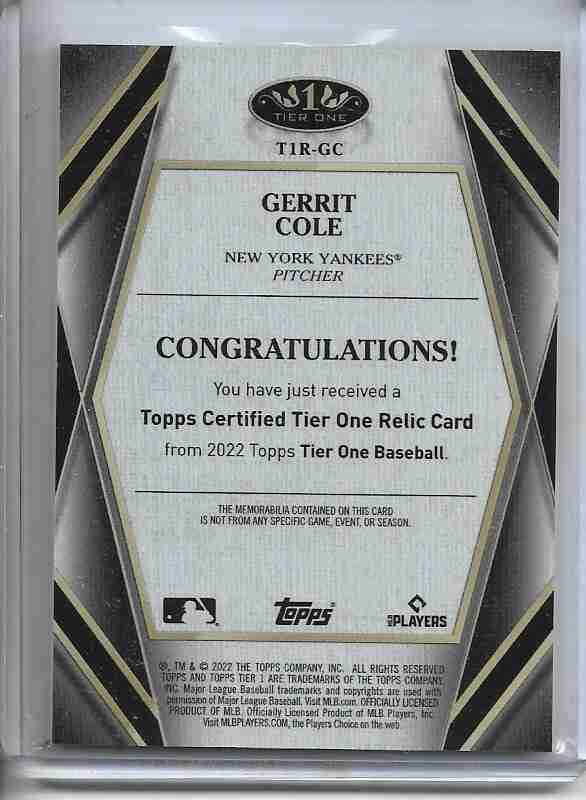 1
TIER ONE
T1R-GC
GERRIT
COLE
NEW YORK YANKEES®
PITCHER
CONGRATULATIONS!
You have just received a
Topps Certified Tier One Relic Card
from 2022 Topps Tier One Baseball.
THE MEMORABILIA CONTAINED ON THIS CARD
IS NOT FROM ANY SPECIFIC GAME, EVENT, OR SEASON.
topps
MLB PLAYERS
®, TM & © 2022 THE TOPPS COMPANY, INC. ALL RIGHTS RESERVED
TOPPS AND TOPPS TIER 1 ARE TRADEMARKS OF THE TOPPS COMPANY,
INC. Major League Baseball trademarks and copyrights are used with
permission of Major League Baseball. Visit MLB.com. OFFICIALLY LICENSED
PRODUCT OF MLB. Officially Licensed Product of MLB Players, Inc.
Visit MLBPLAYERS.COM, the Players Choice on the web.